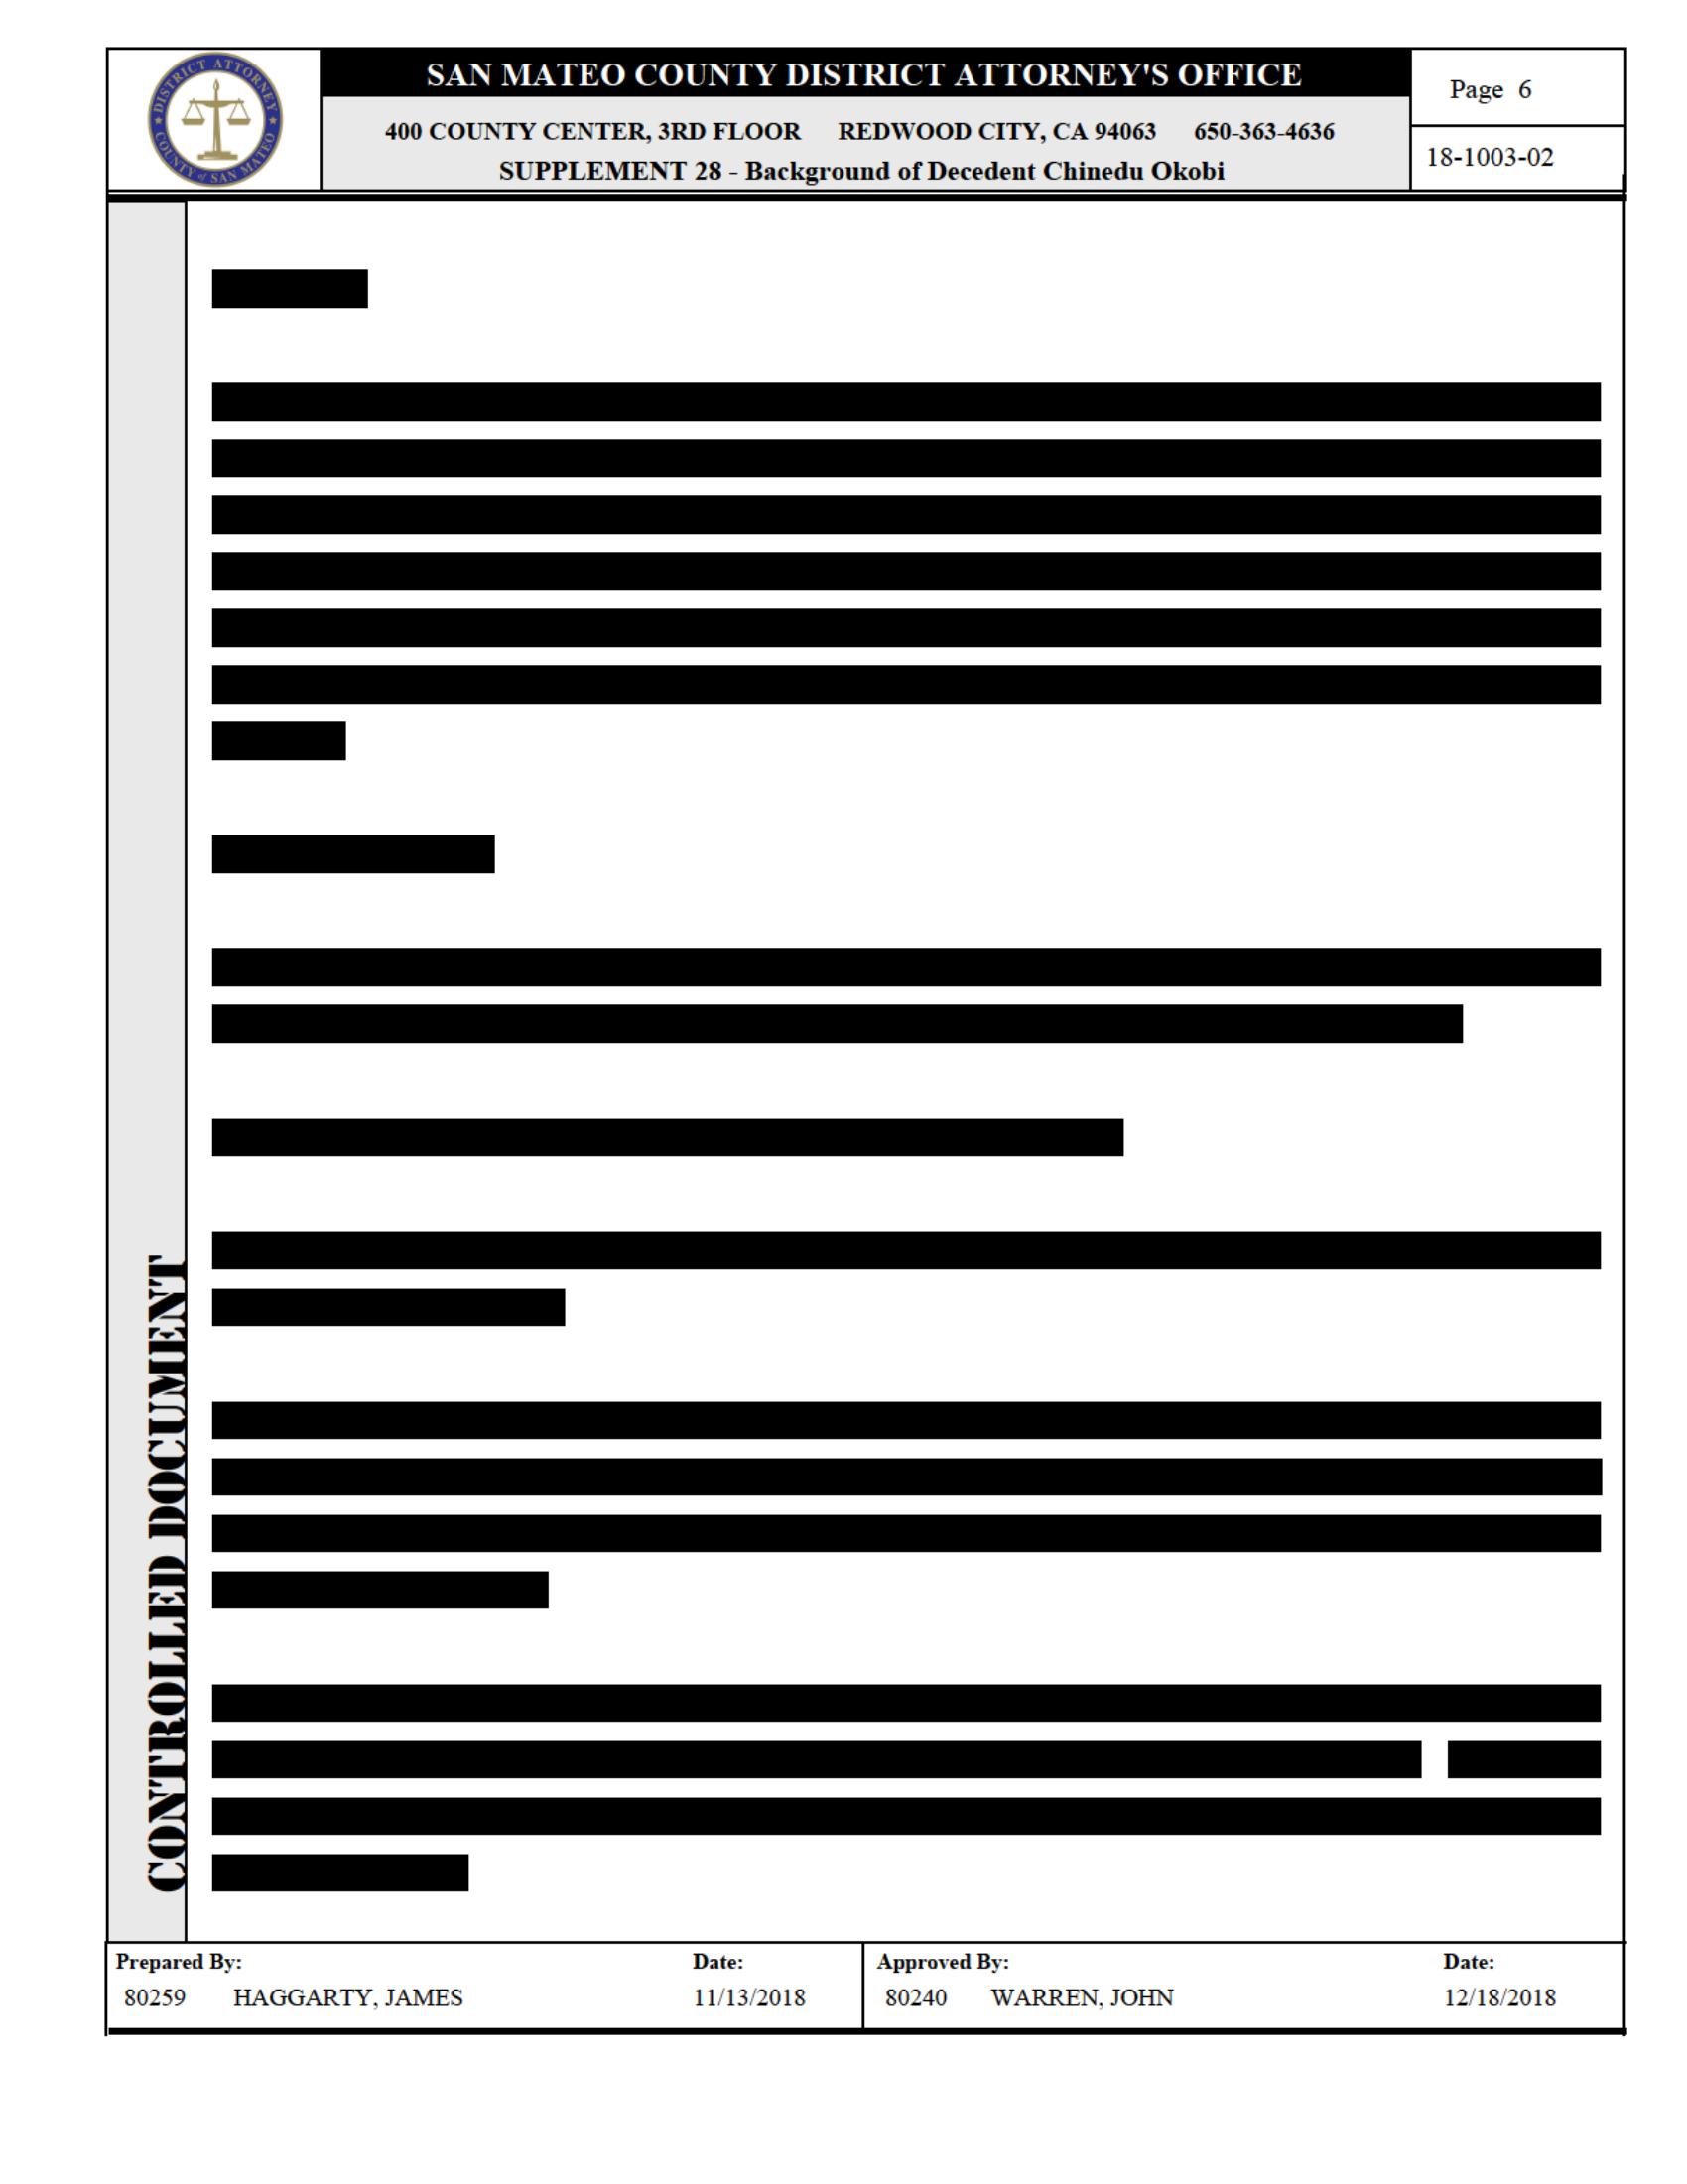 DISTRICT ATTORNEY
COUNTY of SAN MATEO
SAN MATEO COUNTY DISTRICT ATTORNEY'S OFFICE
400 COUNTY CENTER, 3RD FLOOR REDWOOD CITY, CA 94063 650-363-4636
SUPPLEMENT 28 - Background of Decedent Chinedu Okobi
Page 6
18-1003-02
CONTROLLED DOCUMENT
Prepared By: Date: Approved By: Date:
80259 HAGGARTY, JAMES 11/13/2018 80240 WARREN, JOHN 12/18/2018